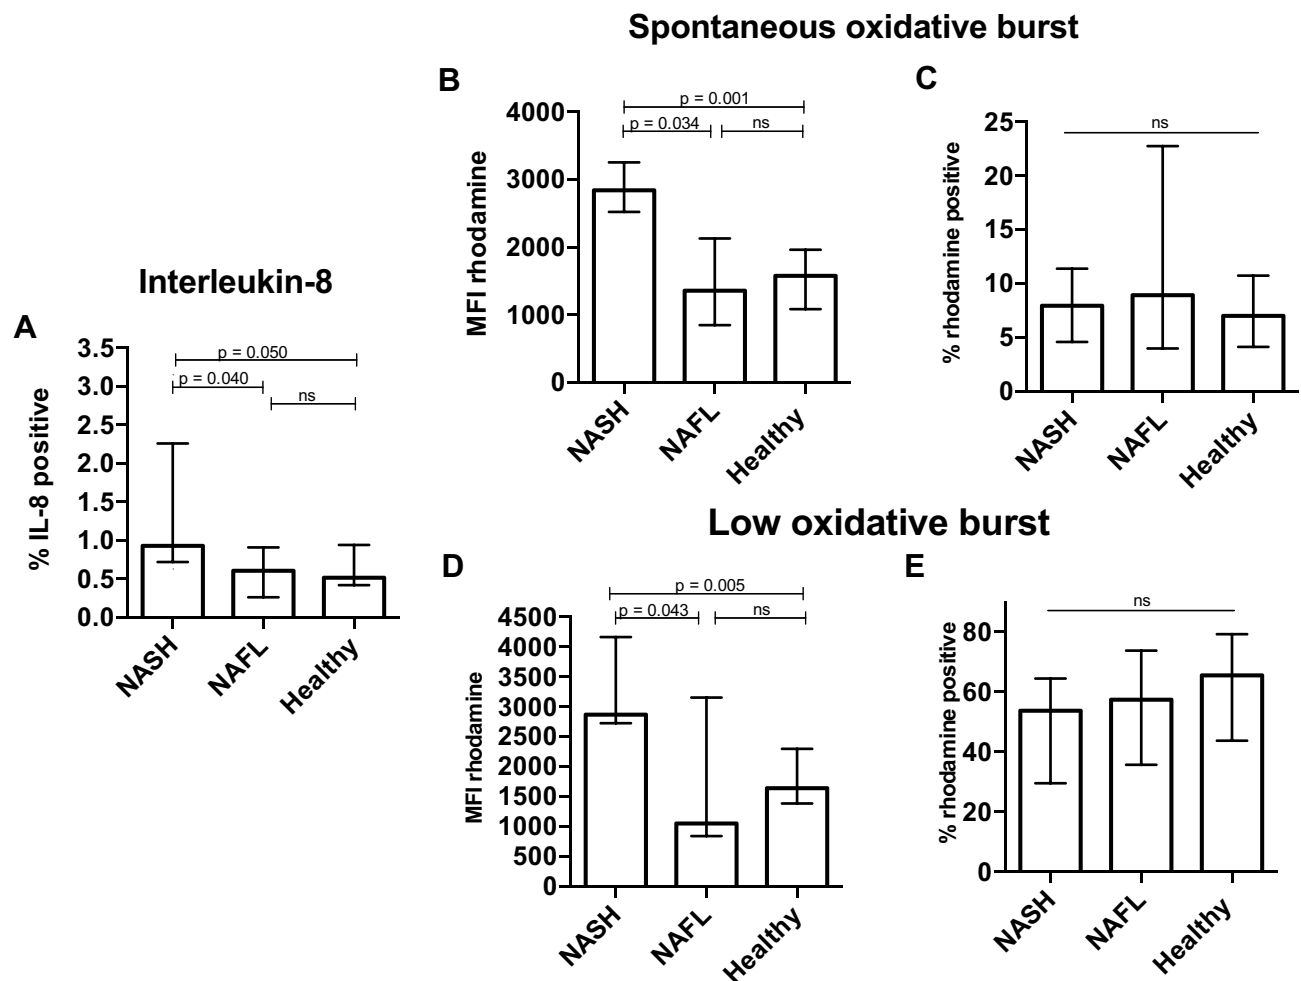 Interleukin-8
A
% IL-8 positive
3.5
3.0
2.5
2.0
1.5
1.0
0.5
0.0
p = 0.050
p = 0.040
ns
NASH
NAFL
Healthy
Spontaneous oxidative burst
B
MFI rhodamine
4000
3000
2000
1000
0
p = 0.001
p = 0.034
ns
NASH
NAFL
Healthy
C
% rhodamine positive
25
20
15
10
5
0
ns
NASH
NAFL
Healthy
Low oxidative burst
D
MFI rhodamine
4500
4000
3500
3000
2500
2000
1500
1000
500
0
p = 0.005
p = 0.043
ns
NASH
NAFL
Healthy
E
% rhodamine positive
80
60
40
20
0
ns
NASH
NAFL
Healthy